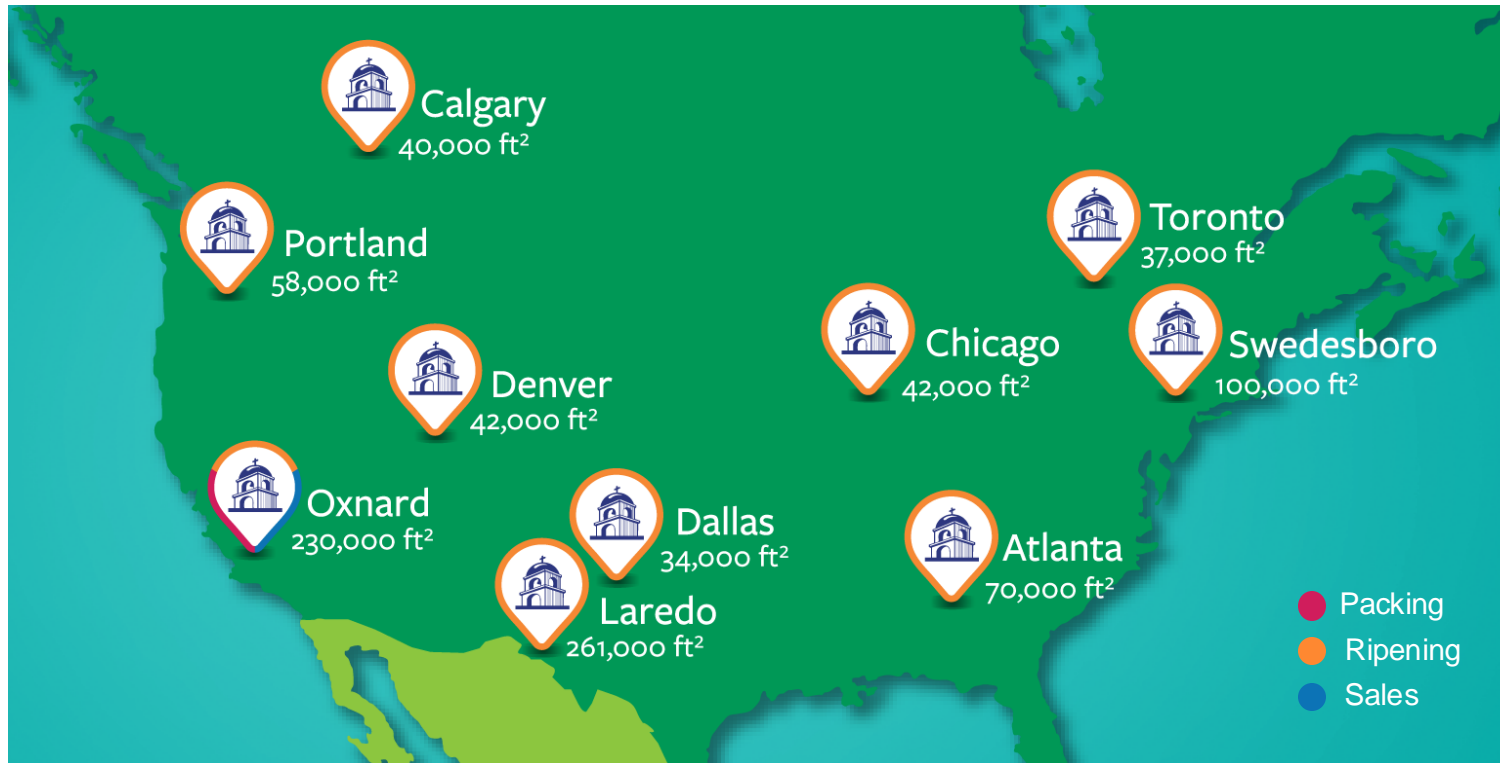 Calgary
40,000 ft²
Portland
58,000 ft²
Toronto
37,000 ft²
Chicago
42,000 ft²
Swedesboro
100,000 ft²
Denver
42,000 ft²
Oxnard
230,000 ft²
Dallas
34,000 ft²
Atlanta
70,000 ft²
Laredo
261,000 ft²
Packing
Ripening
Sales